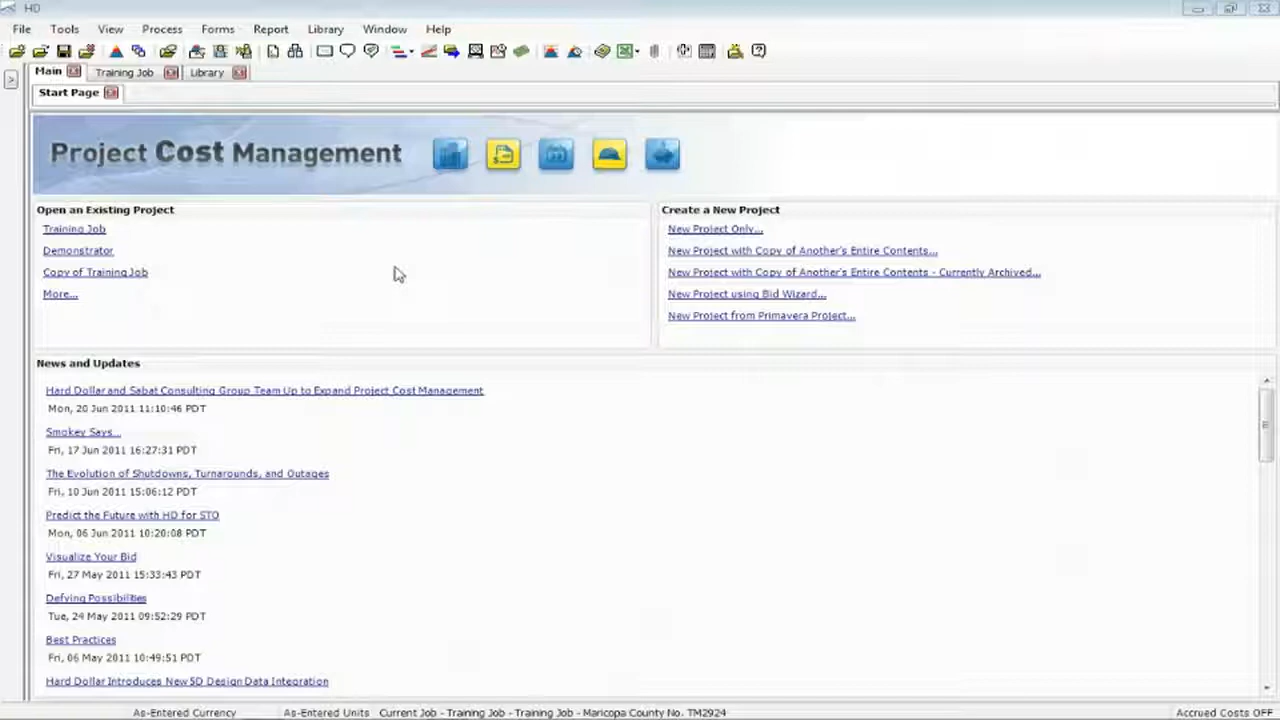 HD
File Tools View Process Forms Report Library Window Help
Main Training Job Library
Start Page
Project Cost Management
Open an Existing Project
Training Job
Demonstrator
Copy of Training Job
More...
Create a New Project
New Project Only...
New Project with Copy of Another's Entire Contents...
New Project with Copy of Another's Entire Contents - Currently Archived...
New Project using Bid Wizard...
New Project from Primavera Project...
News and Updates
Hard Dollar and Sabat Consulting Group Team Up to Expand Project Cost Management
Mon, 20 Jun 2011 11:10:46 PDT
Smokey Says...
Fri, 17 Jun 2011 16:27:31 PDT
The Evolution of Shutdowns, Turnarounds, and Outages
Fri, 10 Jun 2011 15:06:12 PDT
Predict the Future with HD for STO
Mon, 06 Jun 2011 10:20:08 PDT
Visualize Your Bid
Fri, 27 May 2011 15:33:43 PDT
Defying Possibilities
Tue, 24 May 2011 09:52:29 PDT
Best Practices
Fri, 06 May 2011 10:49:51 PDT
Hard Dollar Introduces New 5D Design Data Integration
As-Entered Currency As-Entered Units Current Job - Training Job - Training Job - Maricopa County No. TM2924 Accrued Costs OFF